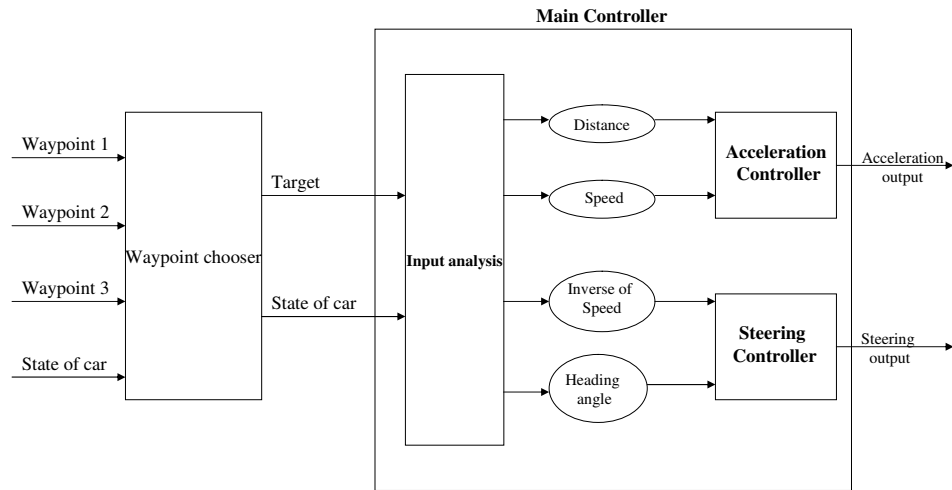 Main Controller
Waypoint 1
Waypoint 2
Waypoint 3
State of car
Waypoint chooser
Target
State of car
Input analysis
Distance
Speed
Inverse of
Speed
Heading
angle
Acceleration
Controller
Steering
Controller
Acceleration
output
Steering
output